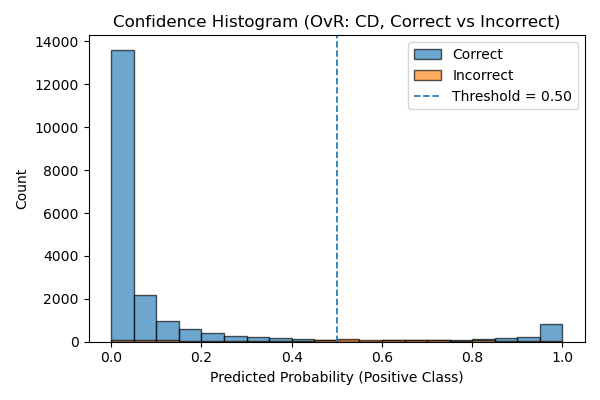 Confidence Histogram (OvR: CD, Correct vs Incorrect)
14000
12000
10000
8000
6000
4000
2000
0
Count
Correct
Incorrect
Threshold = 0.50
0.0 0.2 0.4 0.6 0.8 1.0
Predicted Probability (Positive Class)